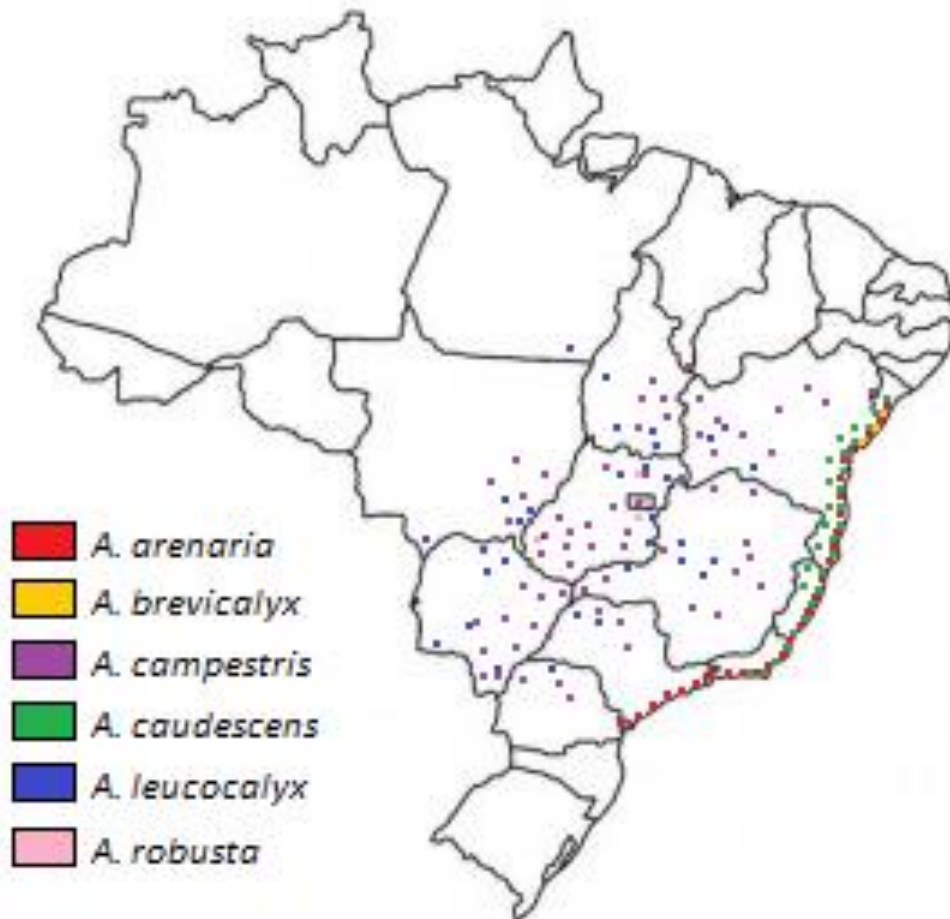 A. arenaria
A. brevicalyx
A. campestris
A. caudescens
A. leucocalyx
A. robusta